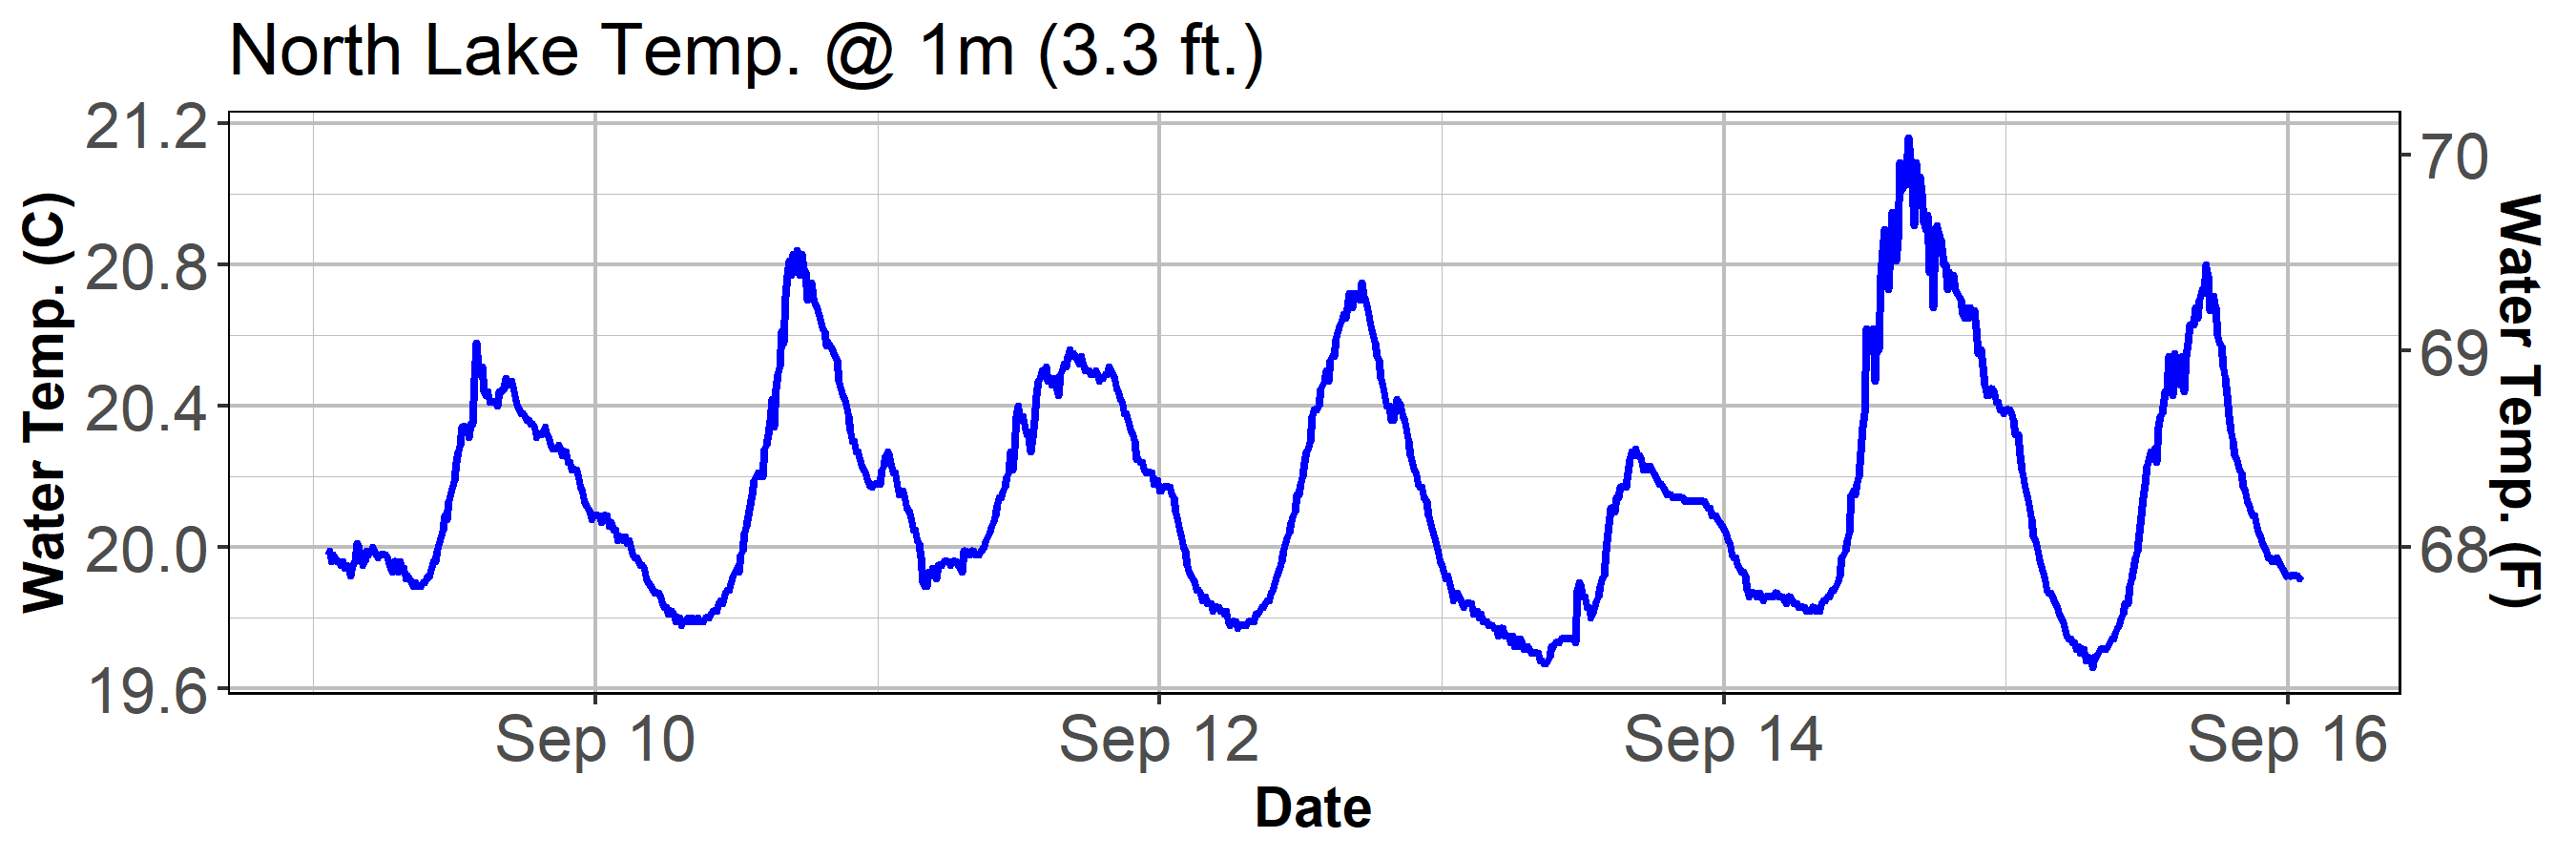 North Lake Temp. @ 1m (3.3 ft.)
Water Temp. (C)
21.2
20.8
20.4
20.0
19.6
70
69
68
Water Temp. (F)
Sep 10 Sep 12 Sep 14 Sep 16
Date